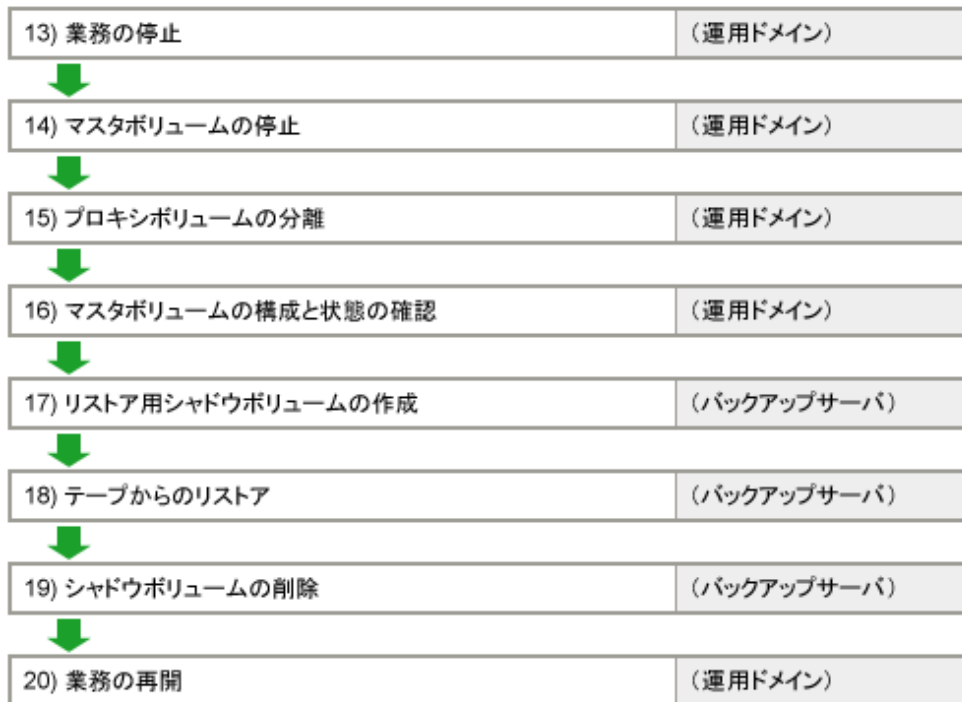 13) 業務の停止 （運用ドメイン）
14) マスタボリュームの停止 （運用ドメイン）
15) プロキシボリュームの分離 （運用ドメイン）
16) マスタボリュームの構成と状態の確認 （運用ドメイン）
17) リストア用シャドウボリュームの作成 （バックアップサーバ）
18) テープからのリストア （バックアップサーバ）
19) シャドウボリュームの削除 （バックアップサーバ）
20) 業務の再開 （運用ドメイン）